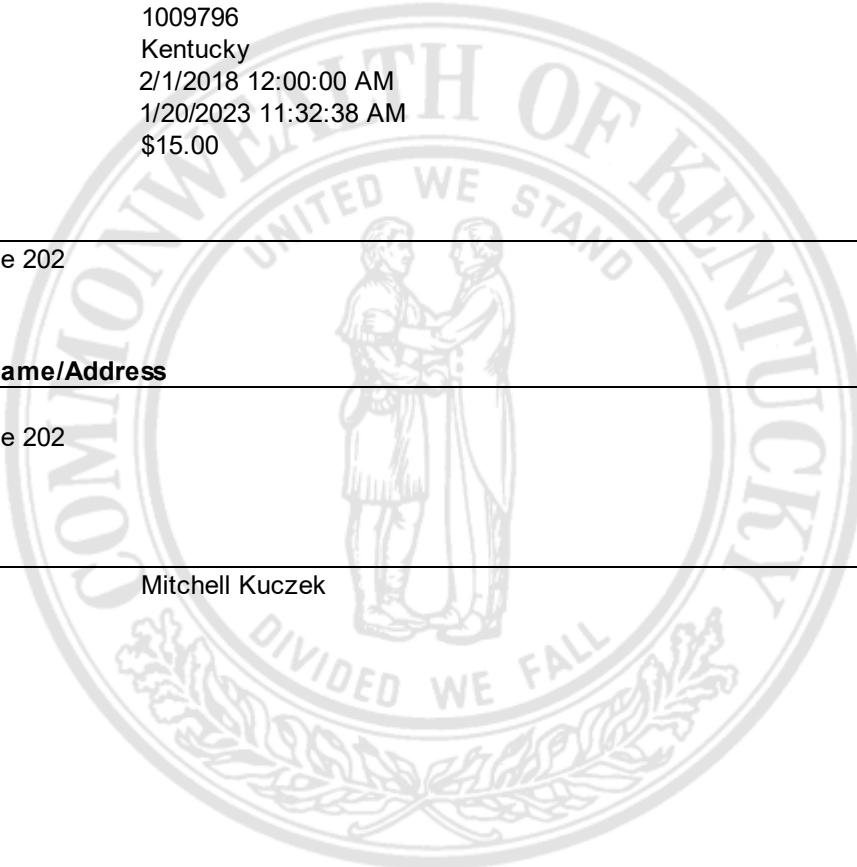 1009796
Kentucky
2/1/2018 12:00:00 AM
1/20/2023 11:32:38 AM
$15.00
e 202
ame/Address
e 202
Mitchell Kuczek
COMMONWEALTH OF KENTUCKY
UNITED WE STAND
DIVIDED WE FALL